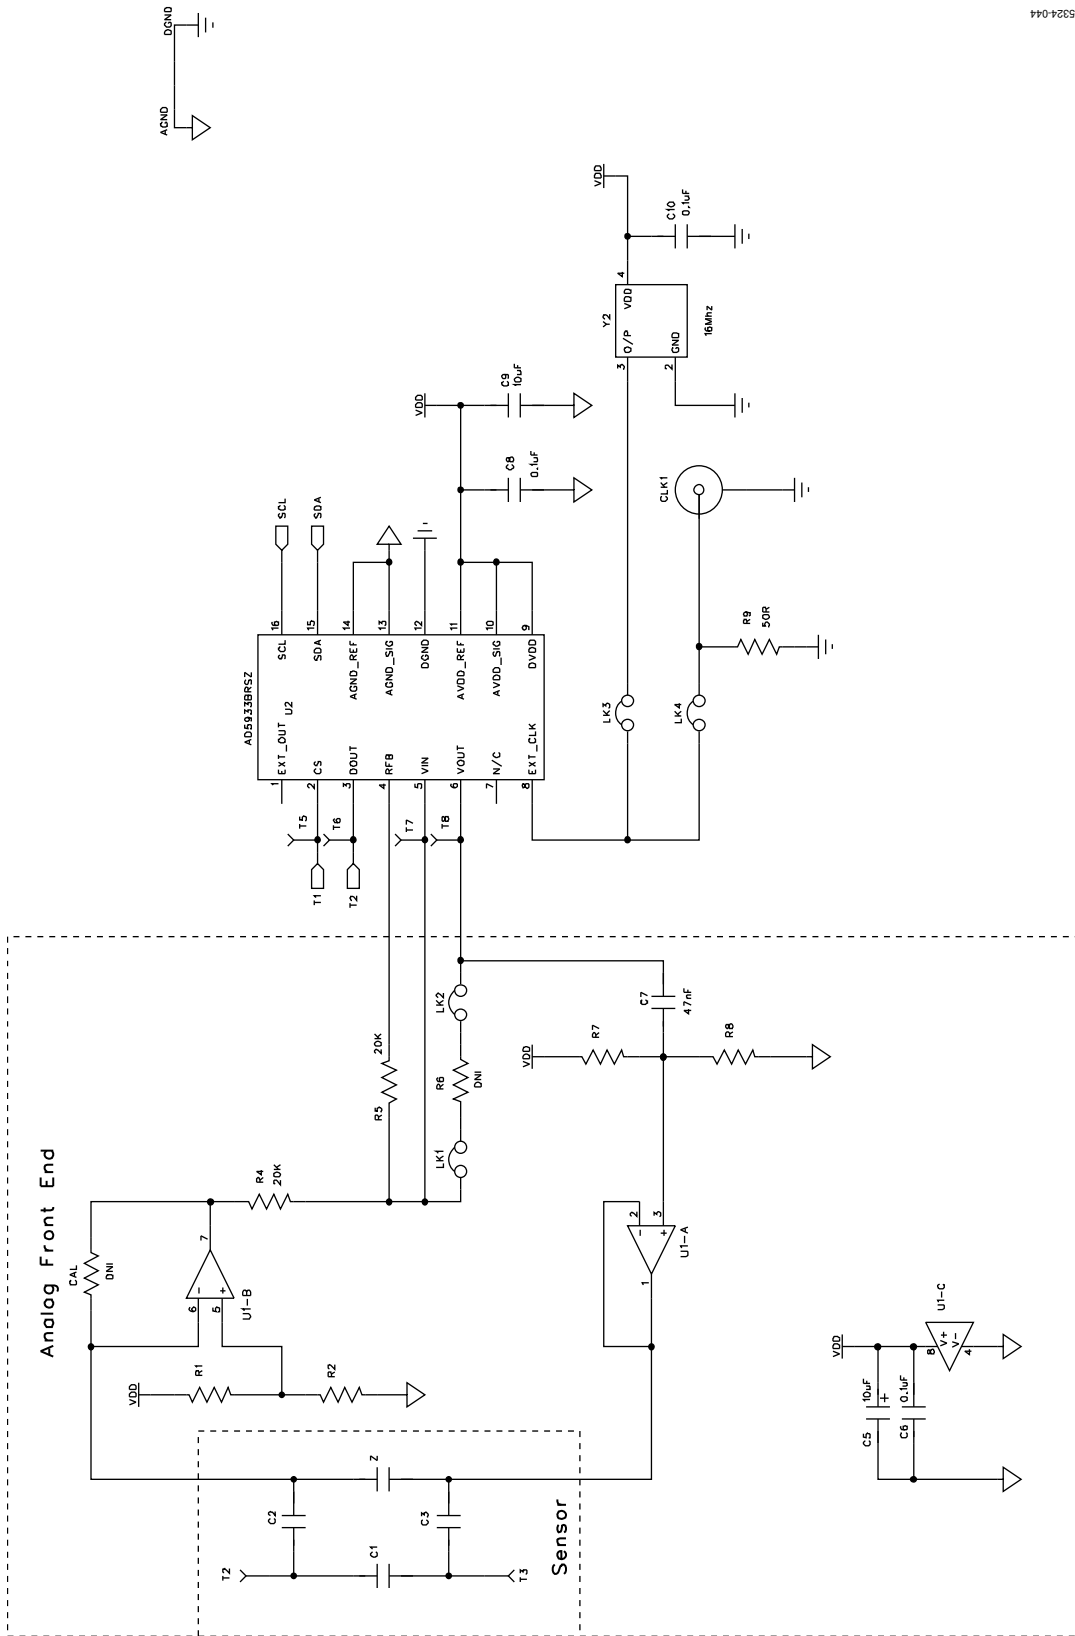 5324-044
DGND
AGND
VDD
C10
0.1uF
4
Y2
VDD
O/P
16Mhz
GND
3
2
C9
10uF
VDD
C8
0.1uF
CLK1
SCL
SDA
16
15
14
13
12
11
10
9
R9
50R
AD5933BRSZ
U2
SCL
SDA
AGND_REF
AGND_SIG
DGND
AVDD_REF
AVDD_SIG
DVDD
LK3
LK4
EXT_OUT
CS
DOUT
RFB
VIN
VOUT
N/C
EXT_CLK
1
2
3
4
5
6
7
8
T5
T6
T7
T8
T1
T2
Analog Front End
R5
20K
LK2
R6
DNI
LK1
C7
47nF
VDD
R7
R8
R4
20K
CAL
DNI
7
6
5
-
+
U1-B
2
3
-
+
1
U1-A
VDD
R1
R2
VDD
U1-C
8
V+
V-
4
C5
10uF
+
C6
0.1uF
Z
C2
C3
C1
T2
T3
Sensor